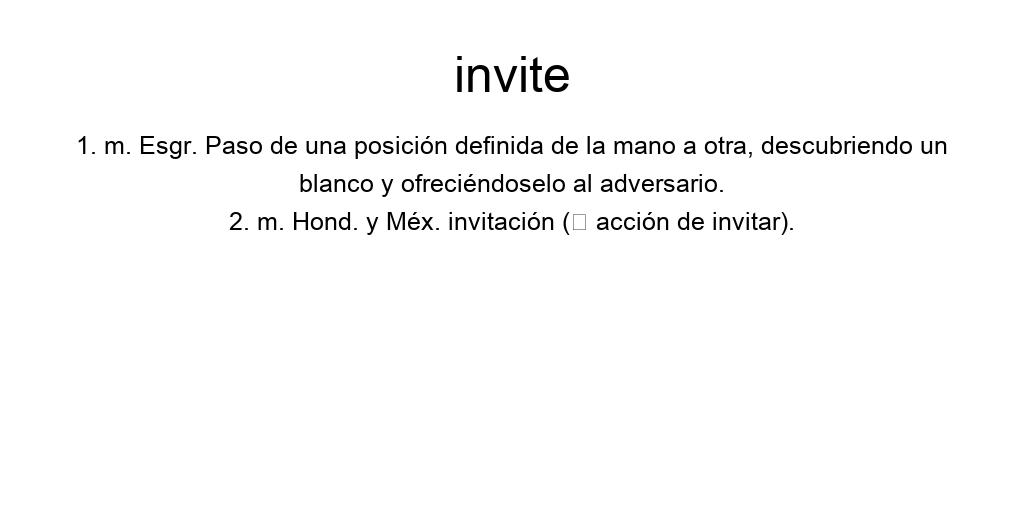 invite
1. m. Esgr. Paso de una posición definida de la mano a otra, descubriendo un
blanco y ofreciéndoselo al adversario.
2. m. Hond. y Méx. invitación (□ acción de invitar).